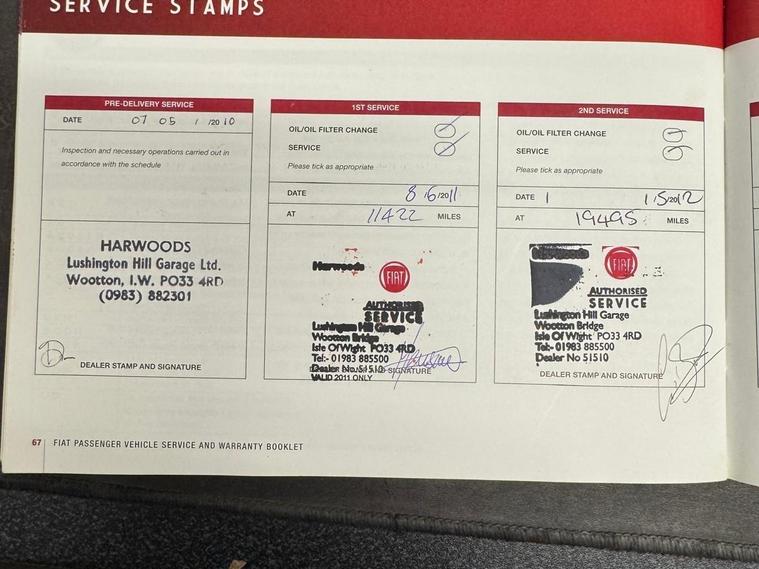 SERVICE STAMPS
PRE-DELIVERY SERVICE
DATE 07 05 / 2010
Inspection and necessary operations carried out in
accordance with the schedule
HARWOODS
Lushington Hill Garage Ltd.
Wootton, I.W. PO33 4RD
(0983) 882301
DEALER STAMP AND SIGNATURE
1ST SERVICE
OIL/OIL FILTER CHANGE
SERVICE
Please tick as appropriate
DATE 8/6/2011
AT 11422 MILES
Harwoods
FIAT
AUTHORISED
SERVICE
Lushington Hill Garage
Wootton Bridge
Isle Of Wight PO33 4RD
Tel:- 01983 885500
Dealer No 51510
SIGNATURE
VALID 2011 ONLY
2ND SERVICE
OIL/OIL FILTER CHANGE
SERVICE
Please tick as appropriate
DATE 1 1/5/2012
AT 19495 MILES
Harwoods
FIAT
AUTHORISED
SERVICE
Lushington Hill Garage
Wootton Bridge
Isle Of Wight PO33 4RD
Tel:- 01983 885500
Dealer No 51510
DEALER STAMP AND SIGNATURE
67 FIAT PASSENGER VEHICLE SERVICE AND WARRANTY BOOKLET